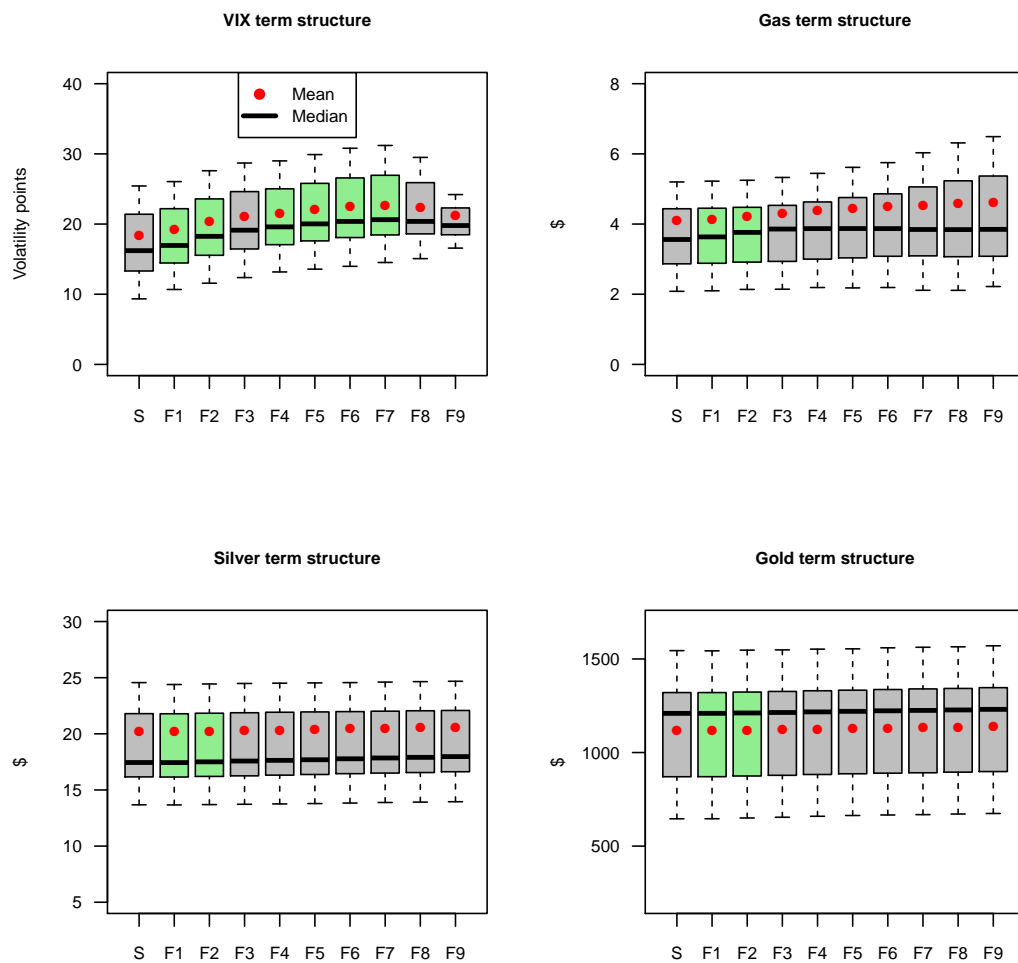 VIX term structure
Volatility points
40
30
20
10
0
Mean
Median
S F1 F2 F3 F4 F5 F6 F7 F8 F9
Gas term structure
$
8
6
4
2
0
S F1 F2 F3 F4 F5 F6 F7 F8 F9
Silver term structure
$
30
25
20
15
10
5
S F1 F2 F3 F4 F5 F6 F7 F8 F9
Gold term structure
$
1500
1000
500
S F1 F2 F3 F4 F5 F6 F7 F8 F9